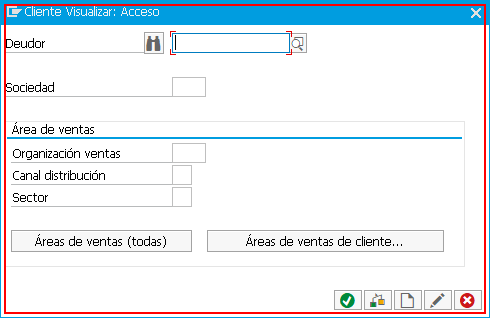 Cliente Visualizar: Acceso
Deudor
Sociedad
Área de ventas
Organización ventas
Canal distribución
Sector
Áreas de ventas (todas)
Áreas de ventas de cliente...